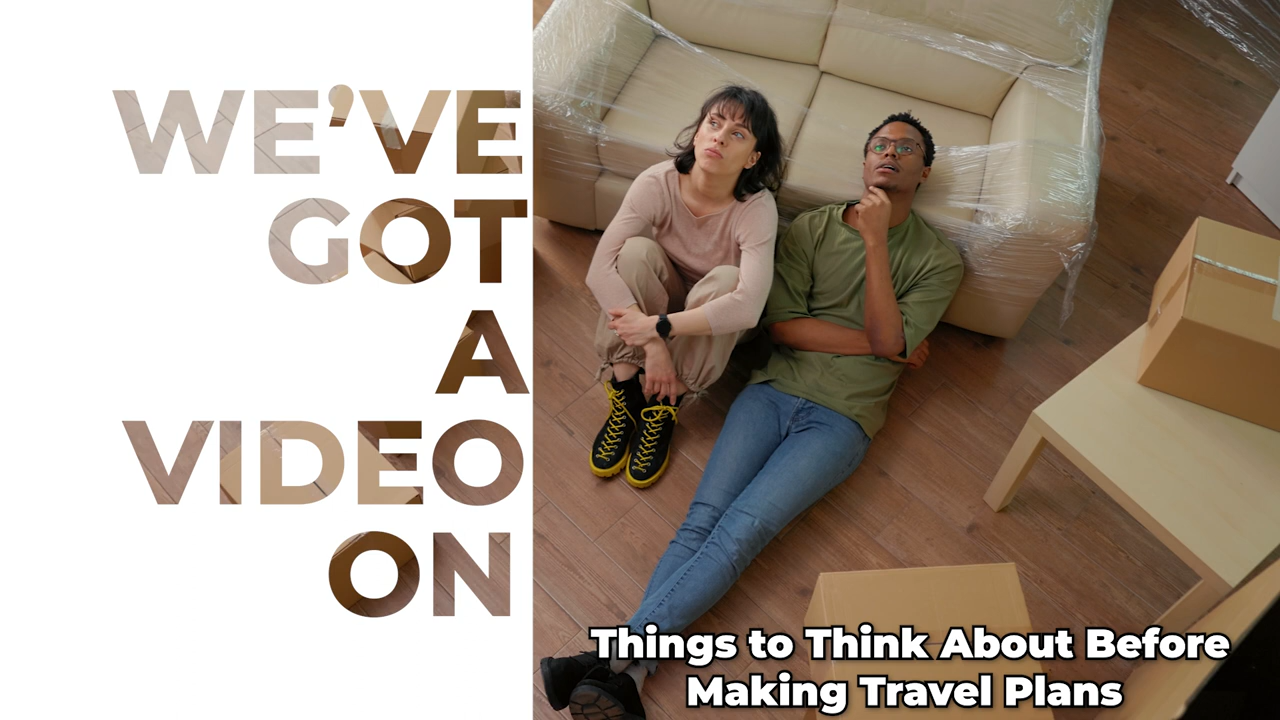 WE’VE
GOT
A
VIDEO
ON
Things to Think About Before
Making Travel Plans